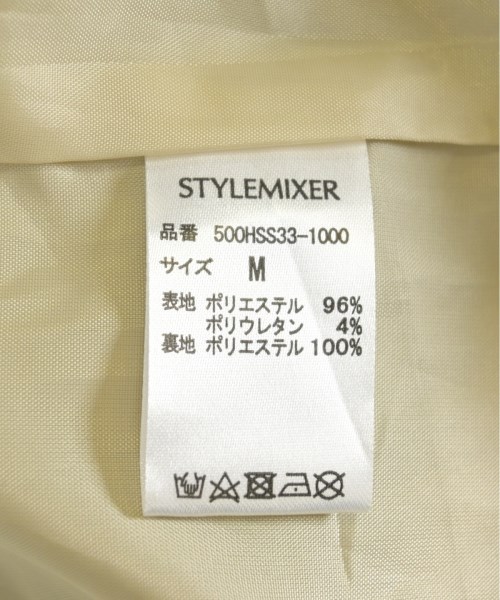 STYLEMIXER
品番 500HSS33-1000
サイズ M
表地 ポリエステル 96%
ポリウレタン 4%
裏地 ポリエステル 100%